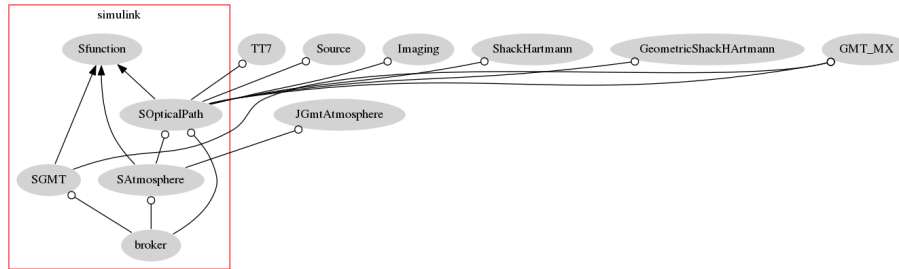 simulink
Sfunction
TT7
Source
Imaging
ShackHartmann
GeometricShackHArtmann
GMT_MX
SOpticalPath
JGmtAtmosphere
SGMT
SAtmosphere
broker